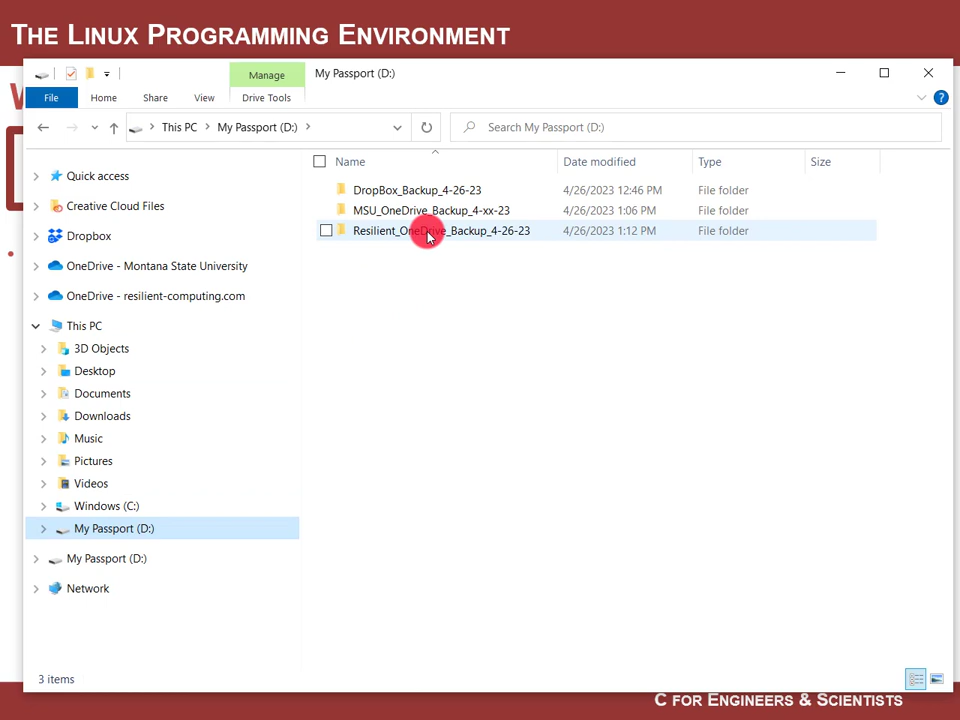 THE LINUX PROGRAMMING ENVIRONMENT
Manage
My Passport (D:)
File
Home
Share
View
Drive Tools
This PC
My Passport (D:)
Search My Passport (D:)
Name
Date modified
Type
Size
DropBox_Backup_4-26-23
4/26/2023 12:46 PM
File folder
MSU_OneDrive_Backup_4-xx-23
4/26/2023 1:06 PM
File folder
Resilient_OneDrive_Backup_4-26-23
4/26/2023 1:12 PM
File folder
Quick access
Creative Cloud Files
Dropbox
OneDrive - Montana State University
OneDrive - resilient-computing.com
This PC
3D Objects
Desktop
Documents
Downloads
Music
Pictures
Videos
Windows (C:)
My Passport (D:)
My Passport (D:)
Network
3 items
C FOR ENGINEERS & SCIENTISTS